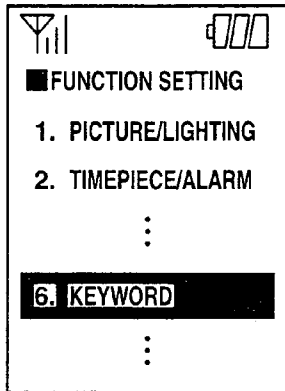 ■FUNCTION SETTING
1. PICTURE/LIGHTING
2. TIMEPIECE/ALARM
⋮
6. KEYWORD
⋮